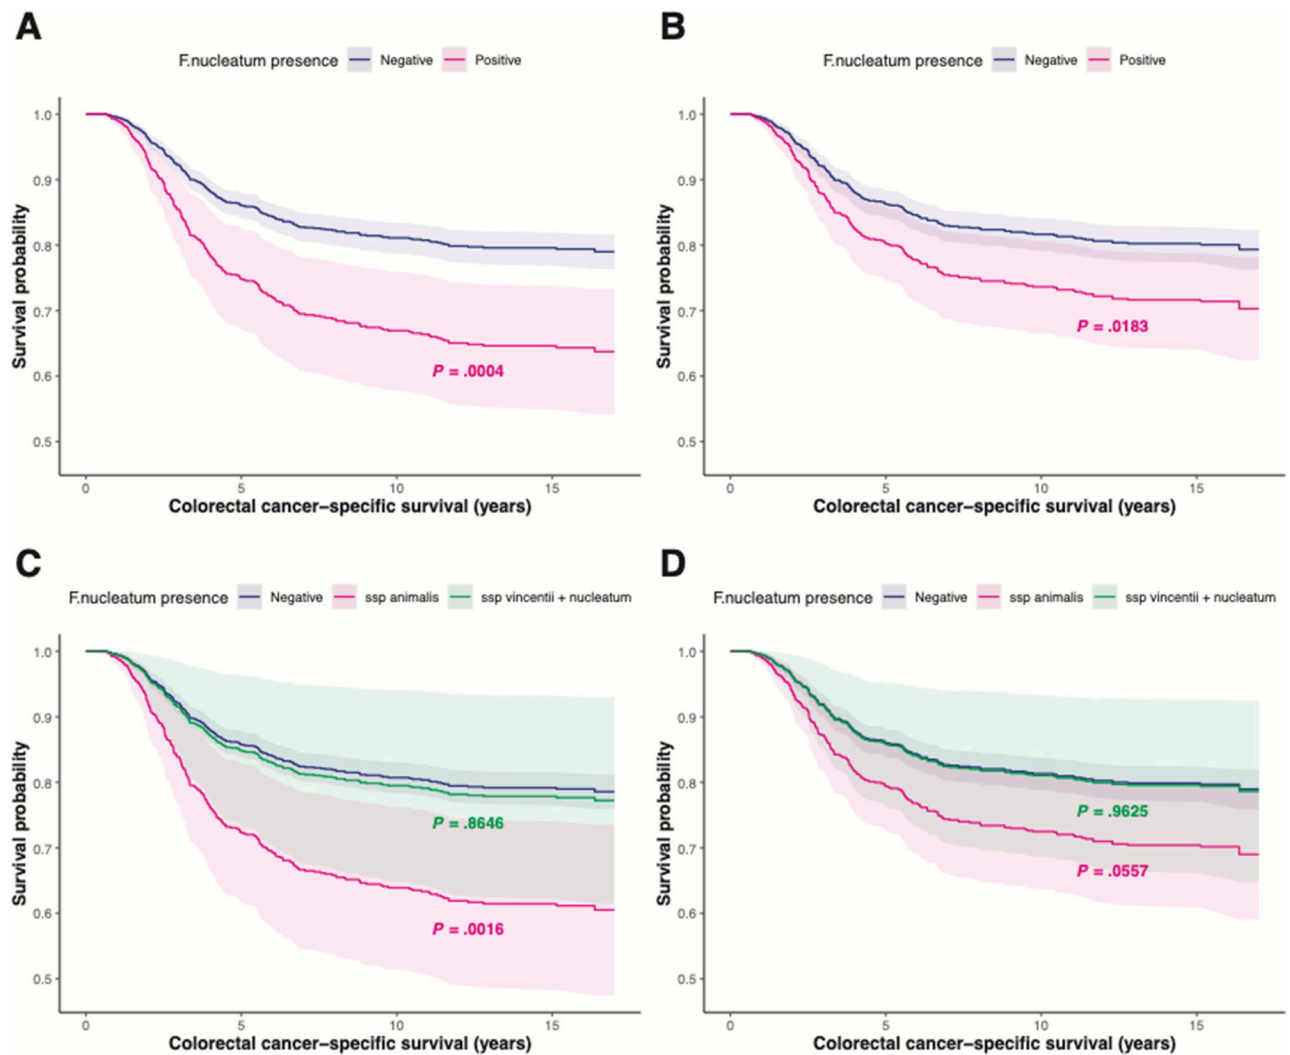 A
F.nucleatum presence Negative Positive
1.0
0.9
0.8
0.7
0.6
0.5
Survival probability
P = .0004
0 5 10 15
Colorectal cancer–specific survival (years)
B
F.nucleatum presence Negative Positive
1.0
0.9
0.8
0.7
0.6
0.5
Survival probability
P = .0183
0 5 10 15
Colorectal cancer–specific survival (years)
C
F.nucleatum presence Negative ssp animalis ssp vincentii + nucleatum
1.0
0.9
0.8
0.7
0.6
0.5
Survival probability
P = .8646
P = .0016
0 5 10 15
Colorectal cancer–specific survival (years)
D
F.nucleatum presence Negative ssp animalis ssp vincentii + nucleatum
1.0
0.9
0.8
0.7
0.6
0.5
Survival probability
P = .9625
P = .0557
0 5 10 15
Colorectal cancer–specific survival (years)